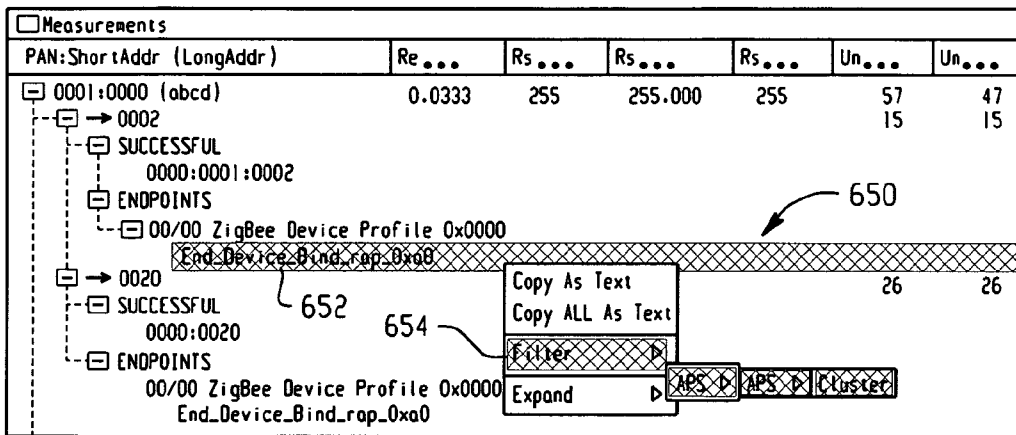 Measurements
PAN:ShortAddr (LongAddr) Re... Rs... Rs... Rs... Un... Un...
0001:0000 (abcd) 0.0333 255 255.000 255 57 47
→ 0002 15 15
SUCCESSFUL
0000:0001:0002
ENDPOINTS
650
00/00 ZigBee Device Profile 0x0000
End_Device_Bind_rap_0xa0
→ 0020 26 26
Copy As Text
SUCCESSFUL
652
Copy ALL As Text
0000:0020
654
Filter
ENDPOINTS
APS APS Cluster
00/00 ZigBee Device Profile 0x0000
Expand
End_Device_Bind_rap_0xa0